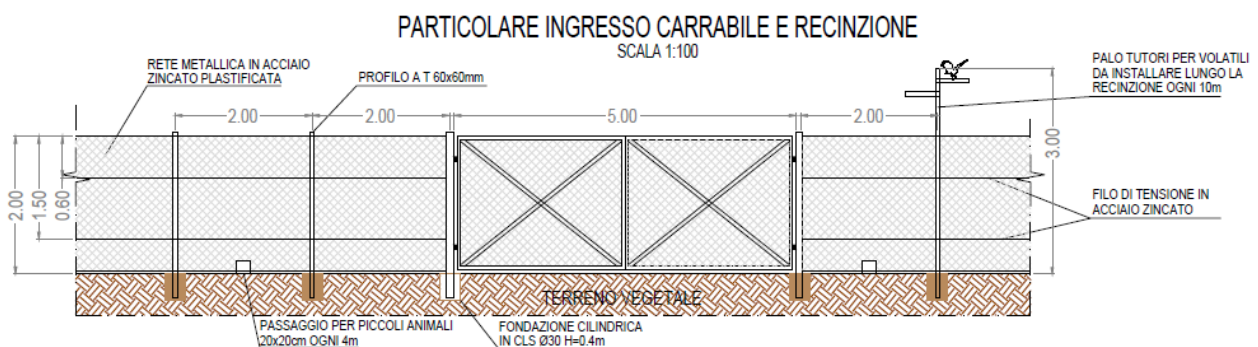 PARTICOLARE INGRESSO CARRABILE E RECINZIONE
SCALA 1:100
RETE METALLICA IN ACCIAIO
ZINCATO PLASTIFICATA
PROFILO A T 60x60mm
PALO TUTORI PER VOLATILI
DA INSTALLARE LUNGO LA
RECINZIONE OGNI 10m
2.00
2.00
5.00
2.00
3.00
2.00
1.50
0.60
FILO DI TENSIONE IN
ACCIAIO ZINCATO
TERRENO VEGETALE
PASSAGGIO PER PICCOLI ANIMALI
20x20cm OGNI 4m
FONDAZIONE CILINDRICA
IN CLS Ø30 H=0.4m